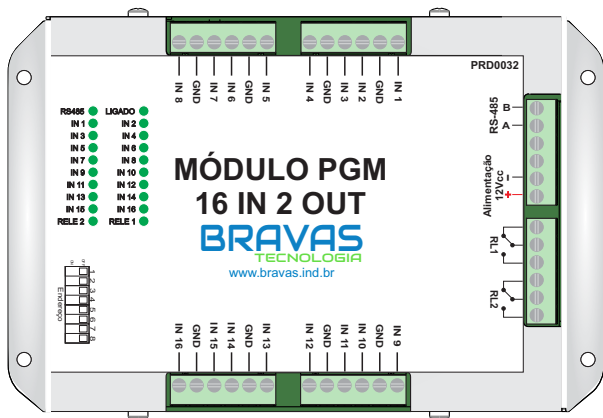 IN 8 GND IN 7 IN 6 GND IN 5 IN 4 GND IN 3 IN 2 GND IN 1
PRD0032
RS485 LIGADO
IN 1 IN 2
IN 3 IN 4
IN 5 IN 6
IN 7 IN 8
IN 9 IN 10
IN 11 IN 12
IN 13 IN 14
IN 15 IN 16
RELE 2 RELE 1
MÓDULO PGM
16 IN 2 OUT
BRAVAS
TECNOLOGIA
www.bravas.ind.br
RS-485
B
A
Alimentação
12Vcc
-
+
RL1
RL2
1 2 3 4 5 6 7 8
Endereço
IN 16 GND IN 15 IN 14 GND IN 13 IN 12 GND IN 11 IN 10 GND IN 9